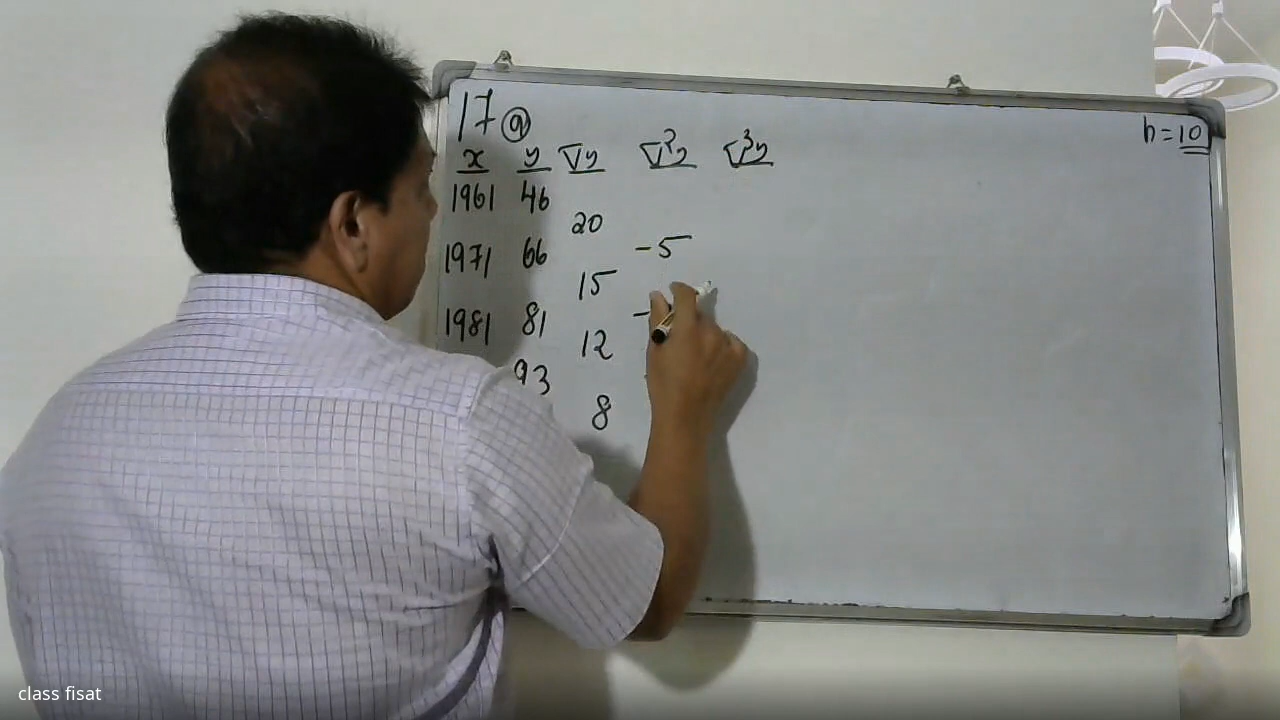 17 (a)
h = 10
x y ∇y ∇²y ∇³y
1961 46
20
1971 66 -5
15
1981 81 -
12
93
8
class fisat